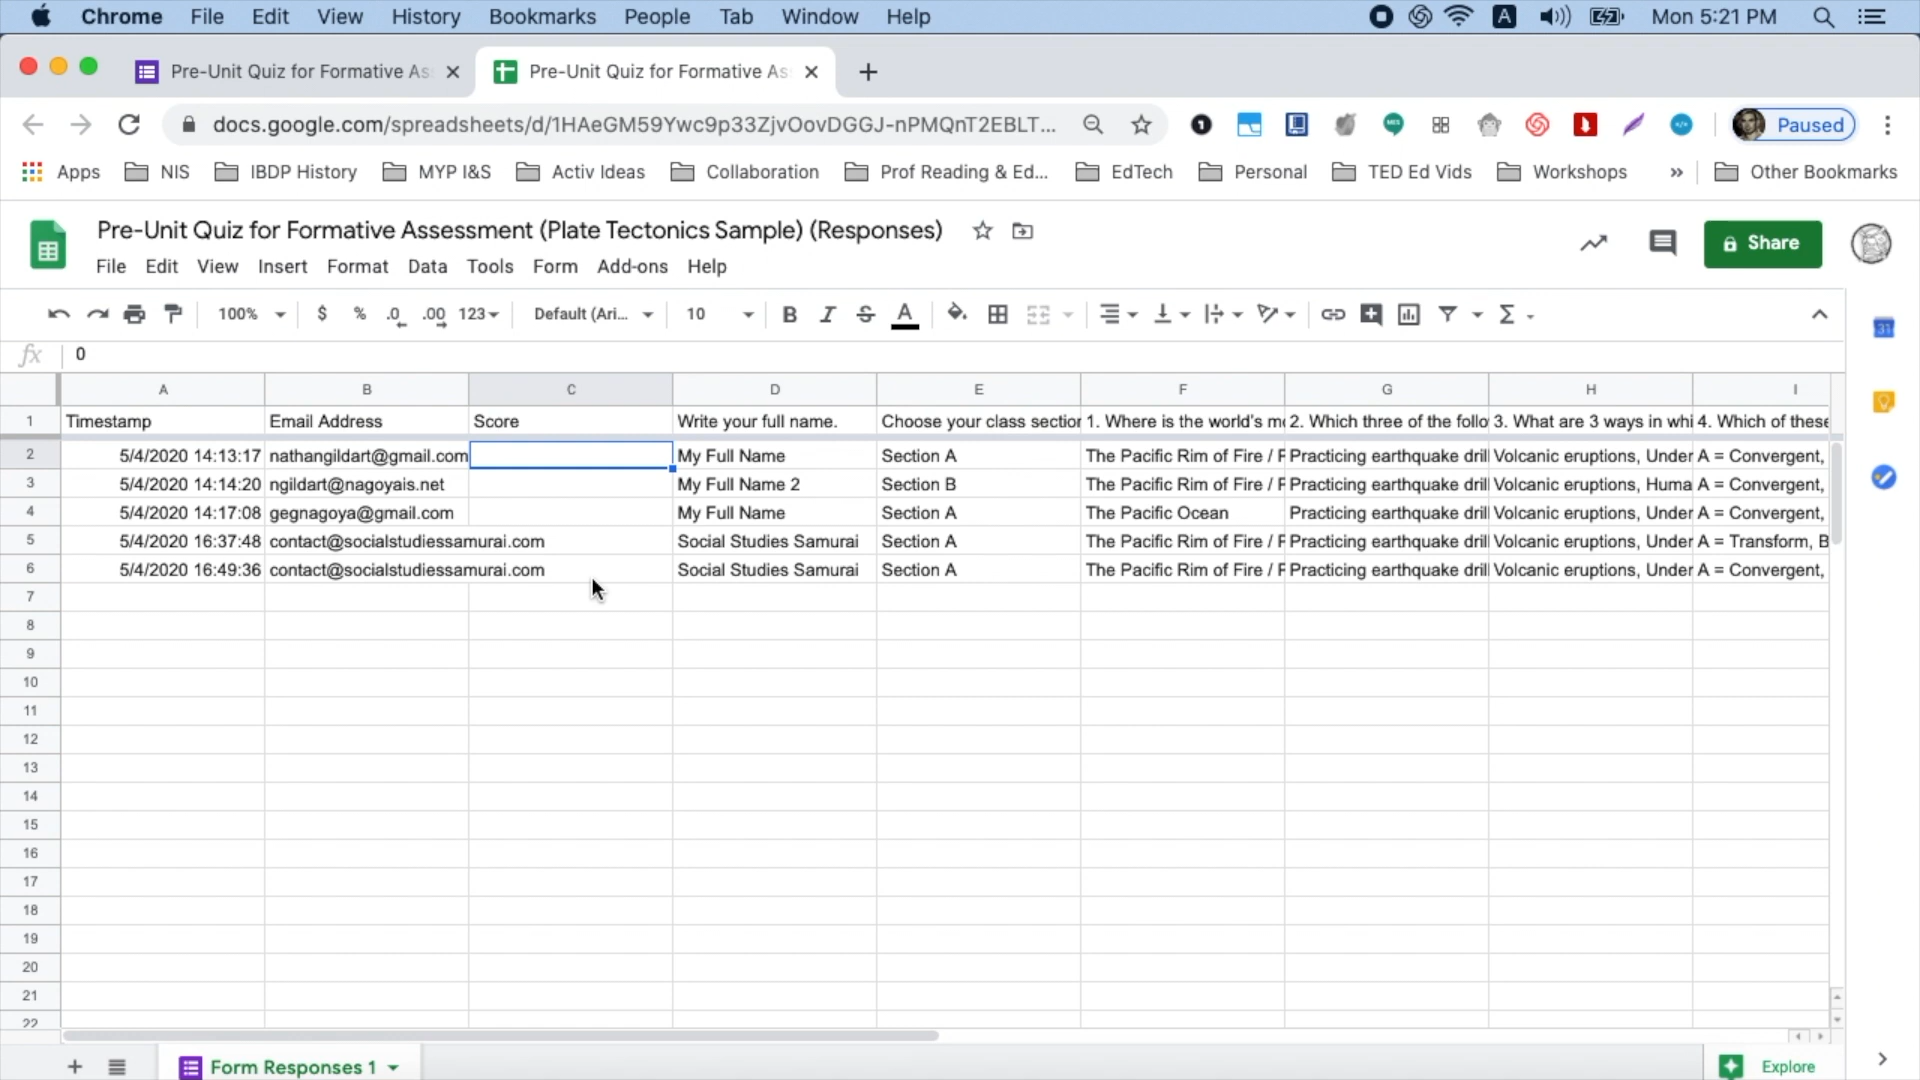 Chrome File Edit View History Bookmarks People Tab Window Help A Mon 5:21 PM
Pre-Unit Quiz for Formative As Pre-Unit Quiz for Formative As
docs.google.com/spreadsheets/d/1HAeGM59Ywc9p33ZjvOovDGGJ-nPMQnT2EBLT... Paused
Apps NIS IBDP History MYP I&S Activ Ideas Collaboration Prof Reading & Ed... EdTech Personal TED Ed Vids Workshops » Other Bookmarks
Pre-Unit Quiz for Formative Assessment (Plate Tectonics Sample) (Responses)
Share
File Edit View Insert Format Data Tools Form Add-ons Help
100% $ % .0 .00 123 Default (Ari... 10 B I S A Σ
31
fx 0
A B C D E F G H I
1 Timestamp Email Address Score Write your full name. Choose your class section 1. Where is the world's mo 2. Which three of the follo 3. What are 3 ways in whi 4. Which of these
2 5/4/2020 14:13:17 nathangildart@gmail.com My Full Name Section A The Pacific Rim of Fire / F Practicing earthquake dril Volcanic eruptions, Under A = Convergent,
3 5/4/2020 14:14:20 ngildart@nagoyais.net My Full Name 2 Section B The Pacific Rim of Fire / F Practicing earthquake dril Volcanic eruptions, Huma A = Convergent,
4 5/4/2020 14:17:08 gegnagoya@gmail.com My Full Name Section A The Pacific Ocean Practicing earthquake dril Volcanic eruptions, Under A = Convergent,
5 5/4/2020 16:37:48 contact@socialstudiessamurai.com Social Studies Samurai Section A The Pacific Rim of Fire / F Practicing earthquake dril Volcanic eruptions, Under A = Transform, B
6 5/4/2020 16:49:36 contact@socialstudiessamurai.com Social Studies Samurai Section A The Pacific Rim of Fire / F Practicing earthquake dril Volcanic eruptions, Under A = Convergent,
7
8
9
10
11
12
13
14
15
16
17
18
19
20
21
22
Form Responses 1 Explore